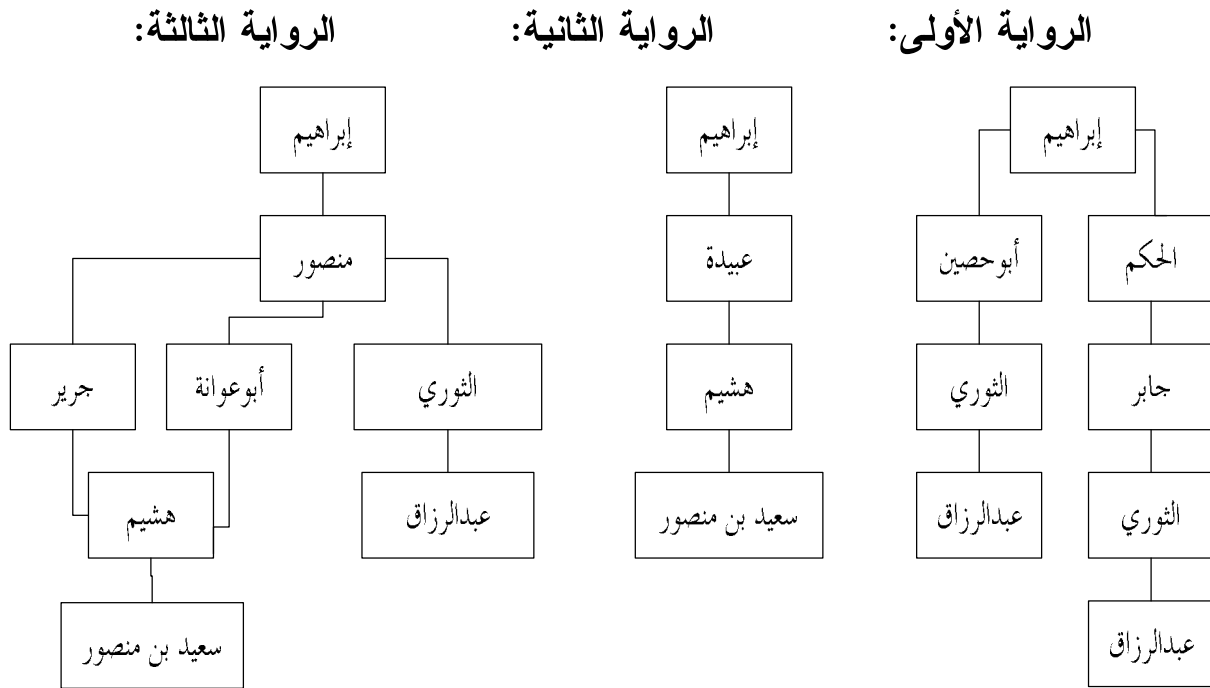 الرواية الأولى: الرواية الثانية: الرواية الثالثة:
إبراهيم إبراهيم إبراهيم
الحكم أبوحصين عبيدة منصور
جابر الثوري هشيم الثوري أبوعوانة جرير
الثوري عبدالرزاق سعيد بن منصور عبدالرزاق هشيم
عبدالرزاق سعيد بن منصور